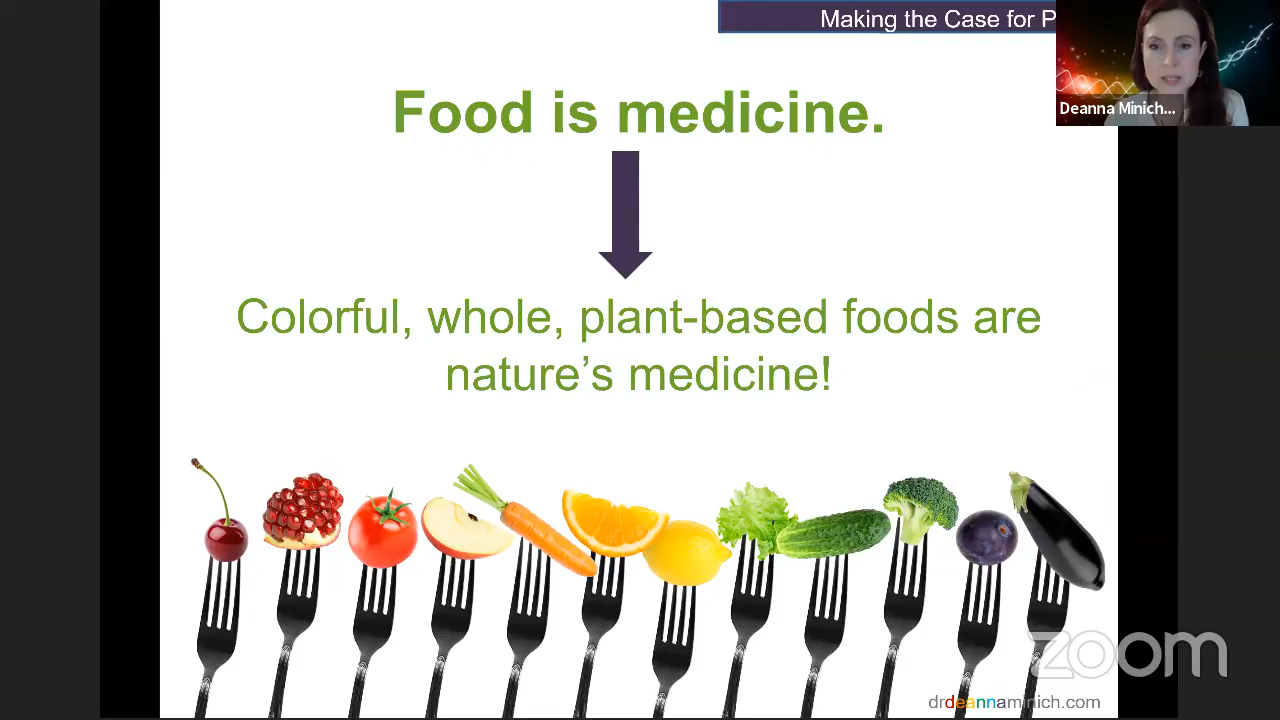 Making the Case for P
Deanna Minich...
Food is medicine.
Colorful, whole, plant-based foods are
nature's medicine!
zoom
drdeannaminich.com